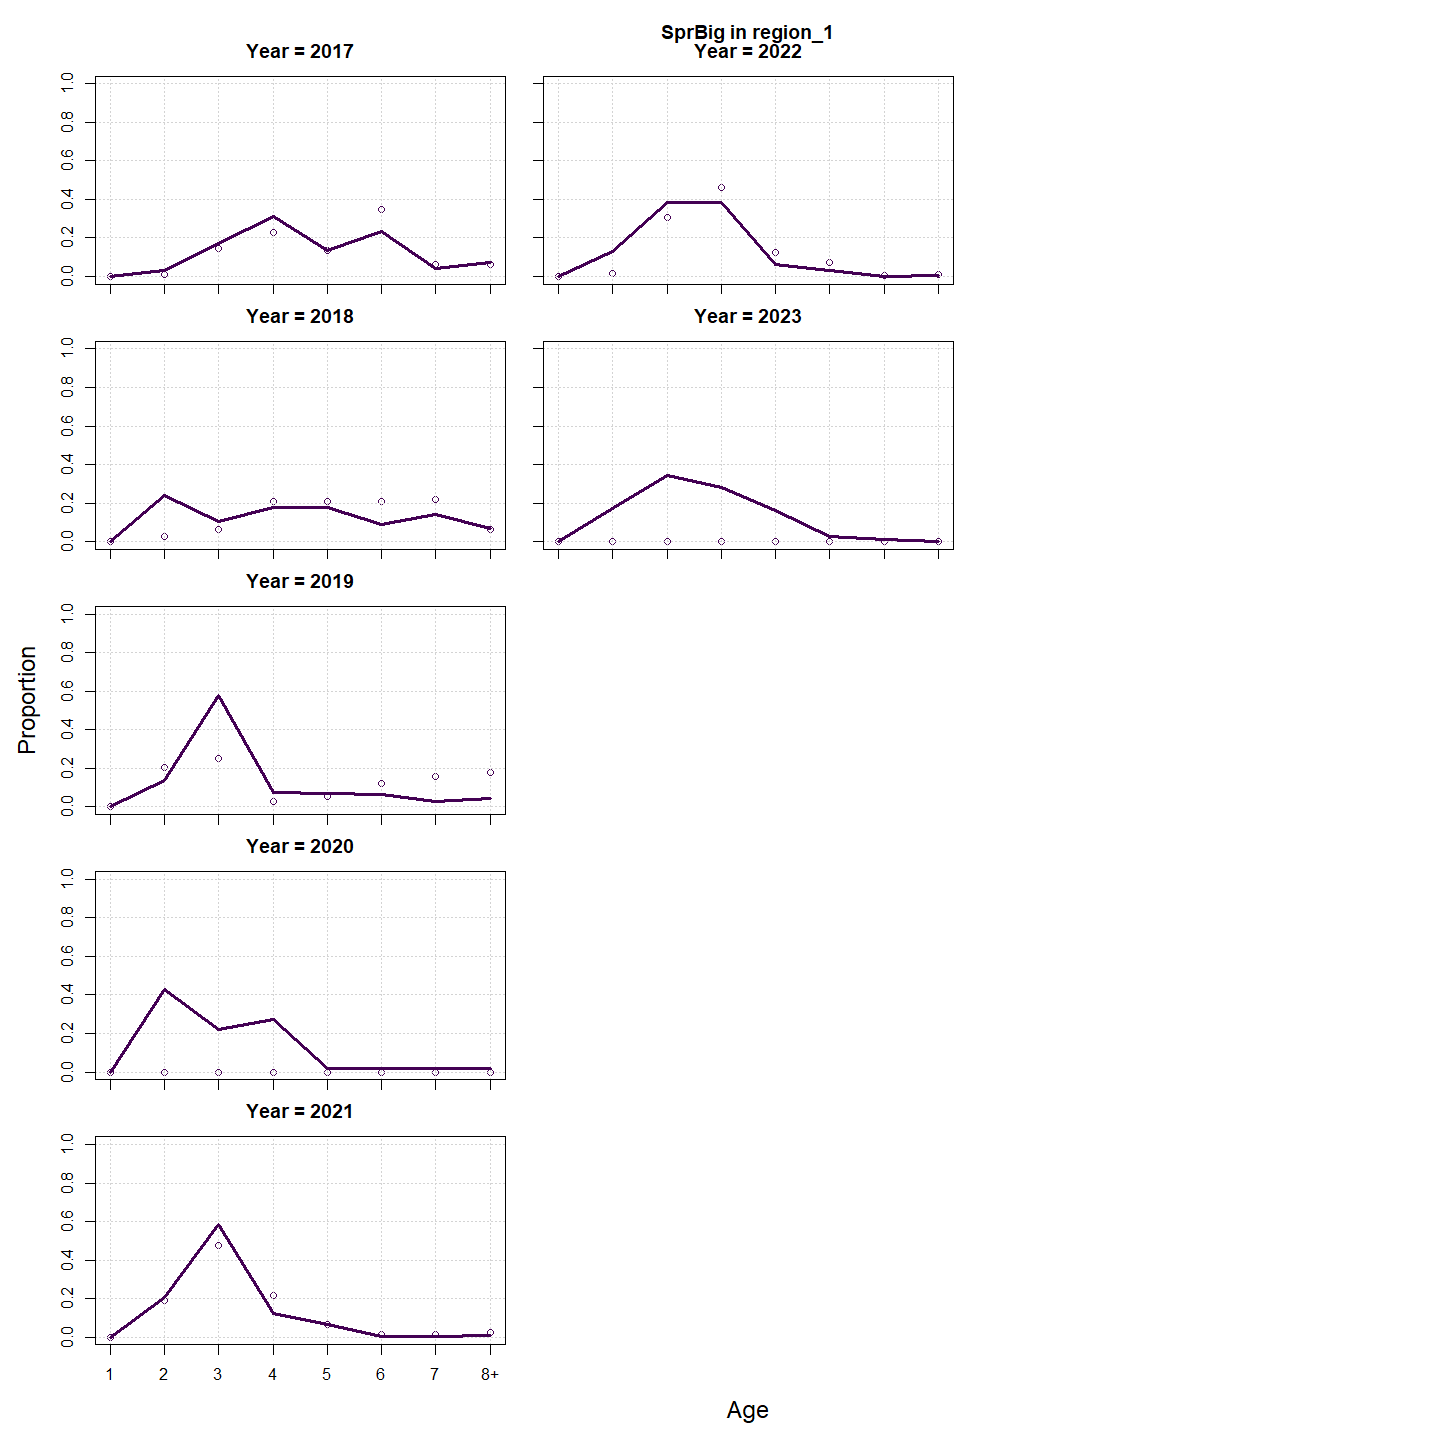 SprBig in region_1
Year = 2017
0.0 0.2 0.4 0.6 0.8 1.0
Year = 2022
Year = 2018
0.0 0.2 0.4 0.6 0.8 1.0
Year = 2023
Year = 2019
0.0 0.2 0.4 0.6 0.8 1.0
Proportion
Year = 2020
0.0 0.2 0.4 0.6 0.8 1.0
Year = 2021
0.0 0.2 0.4 0.6 0.8 1.0
1 2 3 4 5 6 7 8+
Age